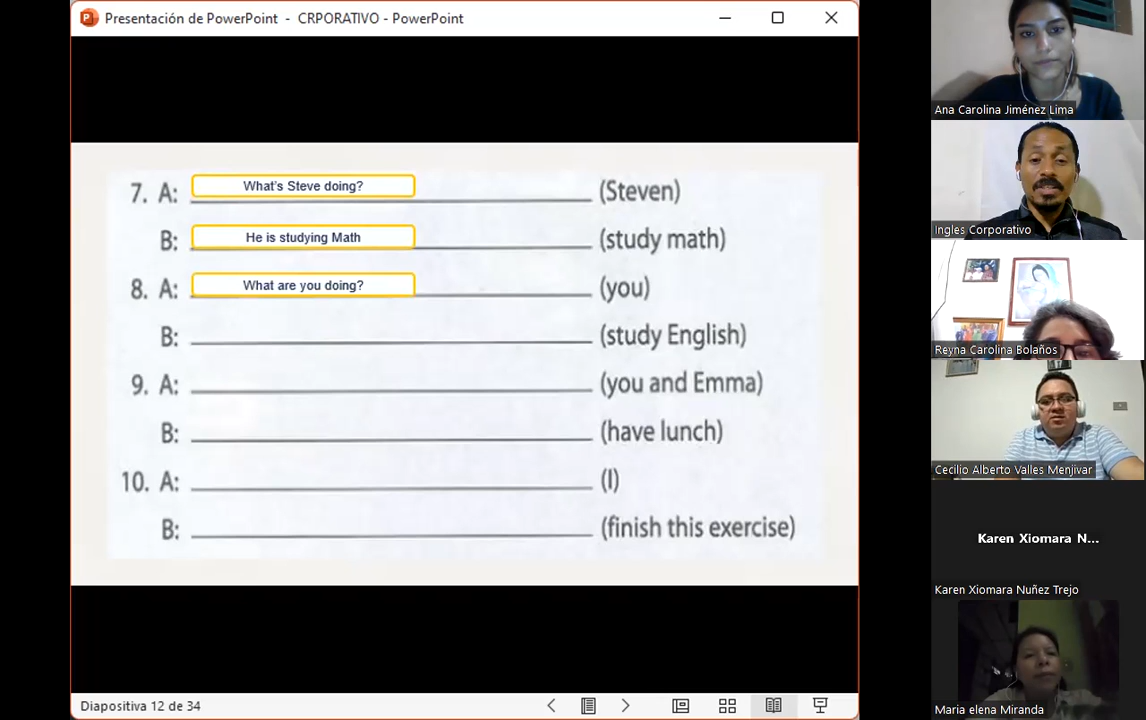 Presentación de PowerPoint - CRPORATIVO - PowerPoint
7. A: What's Steve doing? (Steven)
B: He is studying Math (study math)
8. A: What are you doing? (you)
B: (study English)
9. A: (you and Emma)
B: (have lunch)
10. A: (I)
B: (finish this exercise)
Diapositiva 12 de 34
Ana Carolina Jiménez Lima
Ingles Corporativo
Reyna Carolina Bolaños
Cecilio Alberto Valles Menjivar
Karen Xiomara N...
Karen Xiomara Nuñez Trejo
Maria elena Miranda